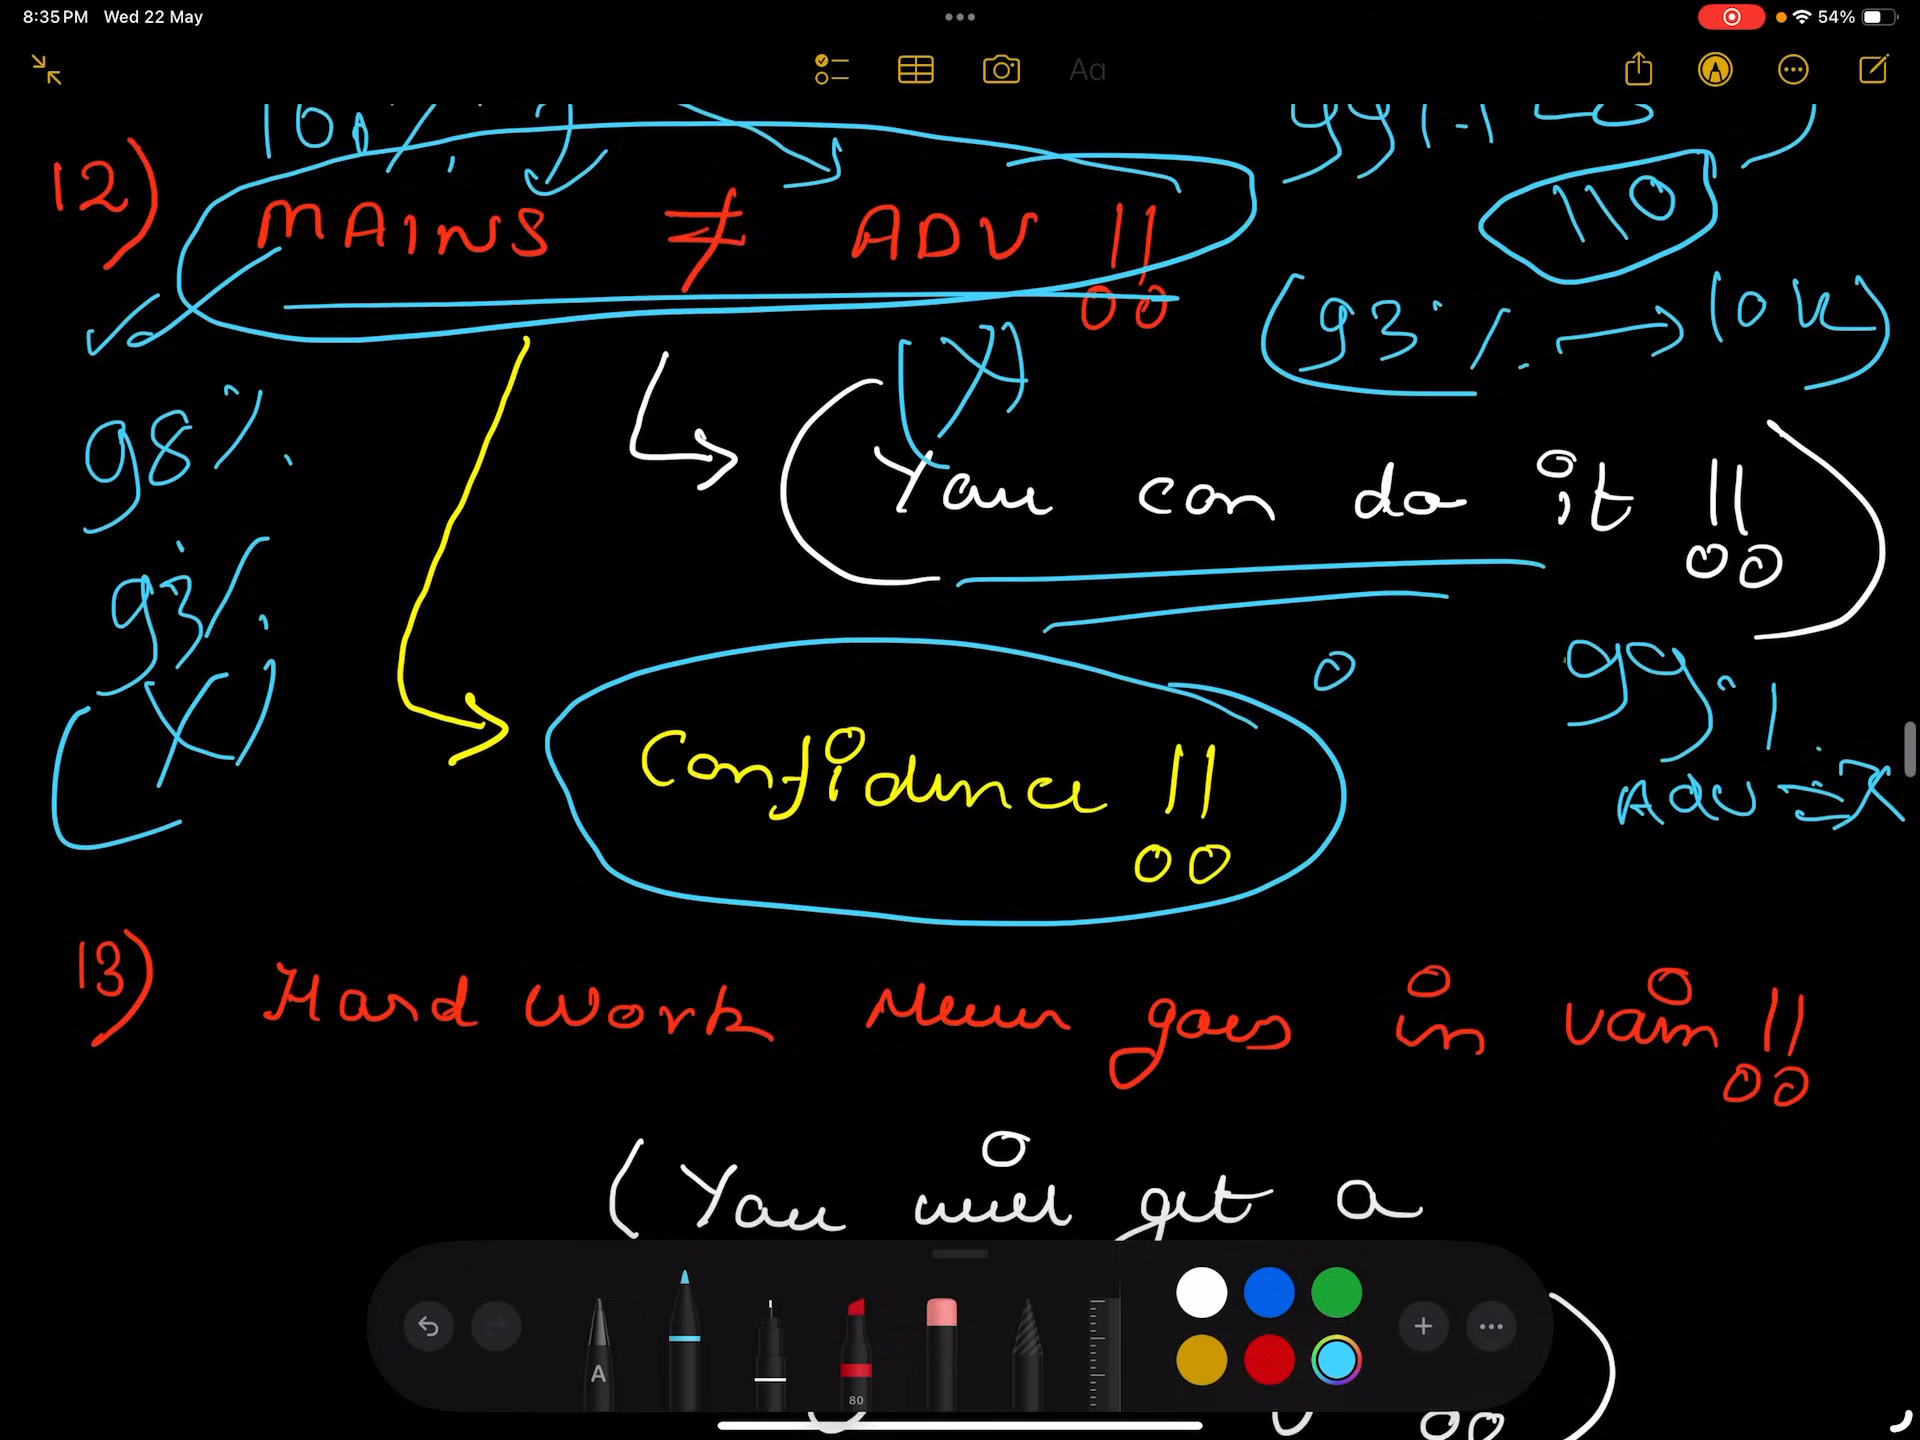 8:35 PM Wed 22 May
54%
Aa
100%
12) MAINS ≠ ADV !!
110
(93% → 10K)
98%
(You can do it !!)
93%
(X)
99.1
Adv
Confidence !!
13) Hard Work Never goes in vain !!
(You will get a
A
80